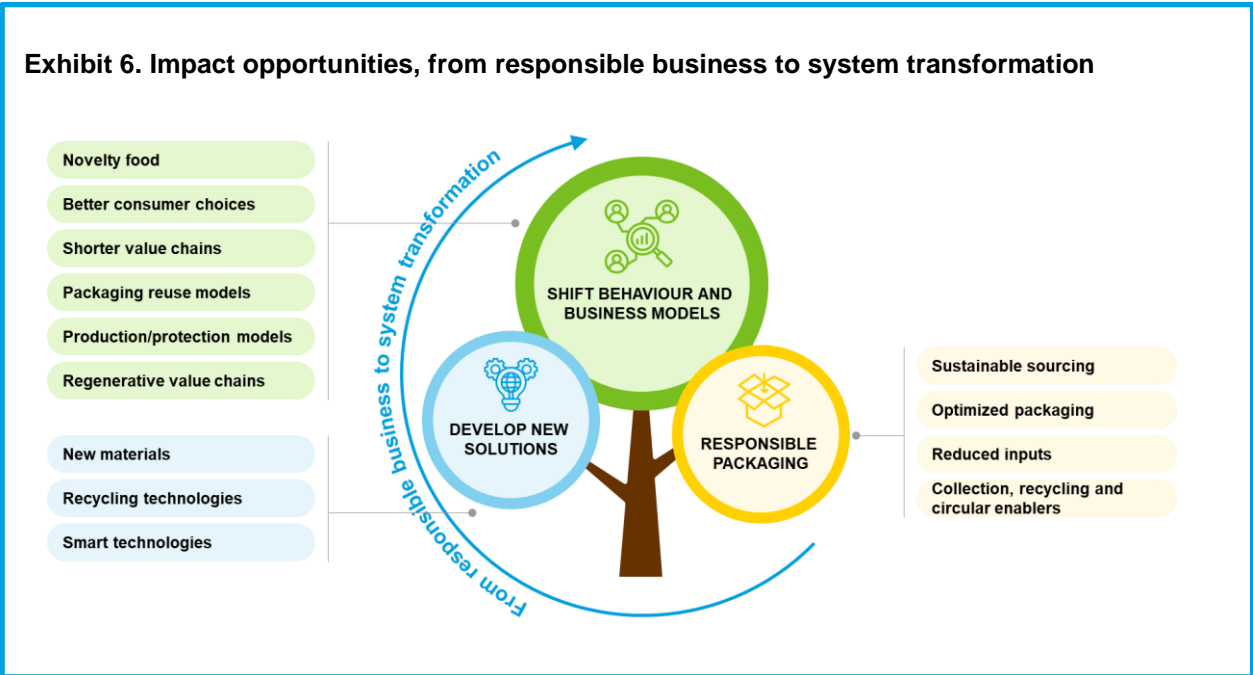 Exhibit 6. Impact opportunities, from responsible business to system transformation
Novelty food
Better consumer choices
Shorter value chains
Packaging reuse models
Production/protection models
Regenerative value chains
New materials
Recycling technologies
Smart technologies
From responsible business to system transformation
SHIFT BEHAVIOUR AND
BUSINESS MODELS
DEVELOP NEW
SOLUTIONS
RESPONSIBLE
PACKAGING
Sustainable sourcing
Optimized packaging
Reduced inputs
Collection, recycling and
circular enablers